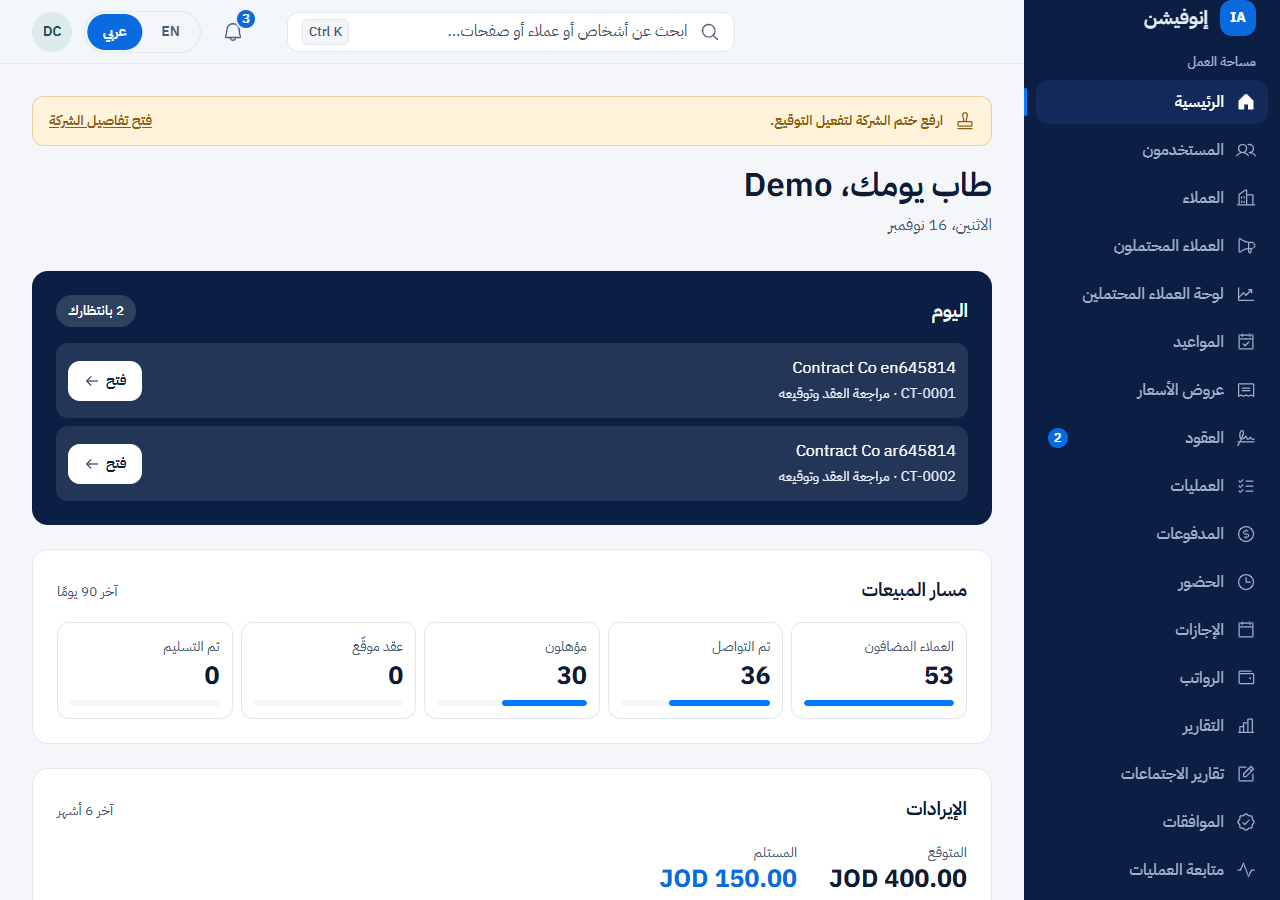 IA
إنوفيشن
مساحة العمل
الرئيسية
المستخدمون
العملاء
العملاء المحتملون
لوحة العملاء المحتملين
المواعيد
عروض الأسعار
العقود
2
العمليات
المدفوعات
الحضور
الإجازات
الرواتب
التقارير
تقارير الاجتماعات
الموافقات
متابعة العمليات
ابحث عن أشخاص أو عملاء أو صفحات...
Ctrl K
3
EN
عربي
DC
ارفع ختم الشركة لتفعيل التوقيع.
فتح تفاصيل الشركة
طاب يومك، Demo
الاثنين، 16 نوفمبر
اليوم
2 بانتظارك
Contract Co en645814
CT-0001 · مراجعة العقد وتوقيعه
فتح ←
Contract Co ar645814
CT-0002 · مراجعة العقد وتوقيعه
فتح ←
مسار المبيعات
آخر 90 يومًا
العملاء المضافون
53
تم التواصل
36
مؤهلون
30
عقد موقّع
0
تم التسليم
0
الإيرادات
آخر 6 أشهر
المتوقع
JOD 400.00
المستلم
JOD 150.00